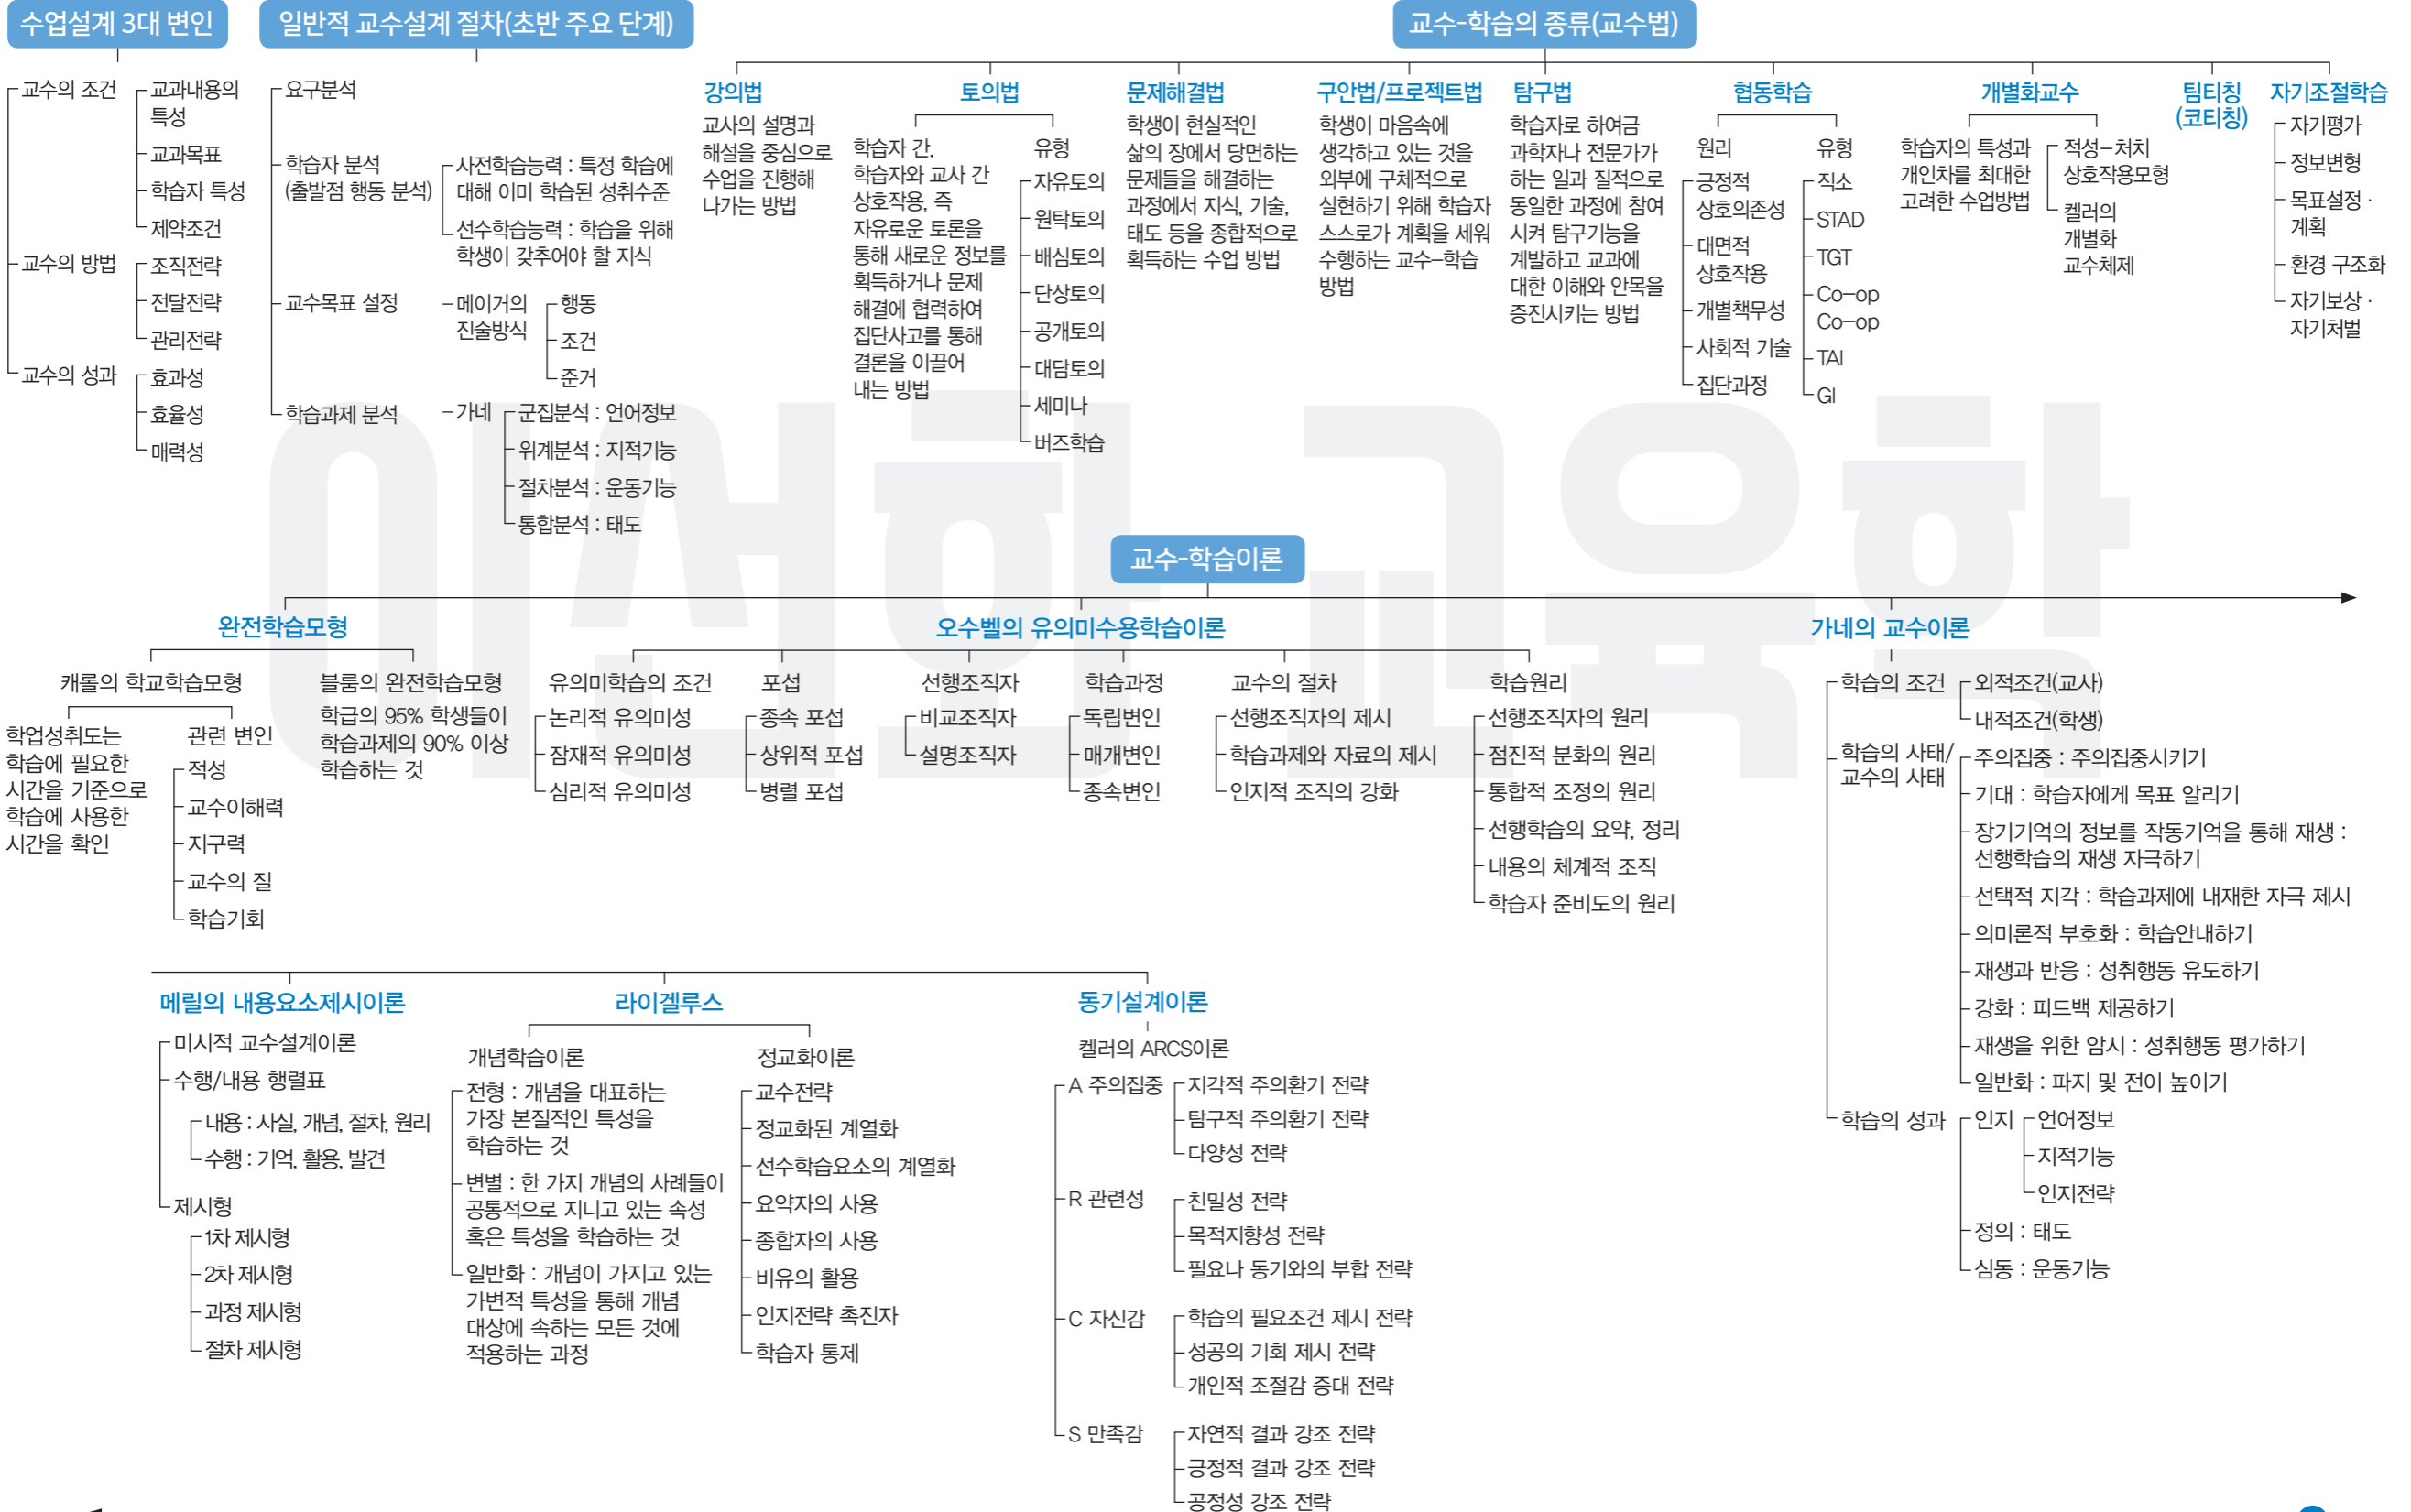 수업설계 3대 변인
교수의 조건
교과내용의
특성
교과목표
학습자 특성
제약조건
교수의 방법
조직전략
전달전략
관리전략
교수의 성과
효과성
효율성
매력성
일반적 교수설계 절차(초반 주요 단계)
요구분석
학습자 분석
(출발점 행동 분석)
사전학습능력 : 특정 학습에
대해 이미 학습된 성취수준
선수학습능력 : 학습을 위해
학생이 갖추어야 할 지식
교수목표 설정
메이거의
진술방식
행동
조건
준거
학습과제 분석
가네
군집분석 : 언어정보
위계분석 : 지적기능
절차분석 : 운동기능
통합분석 : 태도
교수-학습의 종류(교수법)
강의법
교사의 설명과
해설을 중심으로
수업을 진행해
나가는 방법
토의법
학습자 간,
학습자와 교사 간
상호작용, 즉
자유로운 토론을
통해 새로운 정보를
획득하거나 문제
해결에 협력하여
집단사고를 통해
결론을 이끌어
내는 방법
유형
자유토의
원탁토의
배심토의
단상토의
공개토의
대담토의
세미나
버즈학습
문제해결법
학생이 현실적인
삶의 장에서 당면하는
문제들을 해결하는
과정에서 지식, 기술,
태도 등을 종합적으로
획득하는 수업 방법
구안법/프로젝트법
학생이 마음속에
생각하고 있는 것을
외부에 구체적으로
실현하기 위해 학습자
스스로가 계획을 세워
수행하는 교수-학습
방법
탐구법
학습자로 하여금
과학자나 전문가가
하는 일과 질적으로
동일한 과정에 참여
시켜 탐구기능을
계발하고 교과에
대한 이해와 안목을
증진시키는 방법
협동학습
원리
긍정적
상호의존성
대면적
상호작용
개별책무성
사회적 기술
집단과정
유형
직소
STAD
TGT
Co-op
Co-op
TAI
GI
개별화교수
학습자의 특성과
개인차를 최대한
고려한 수업방법
적성-처치
상호작용모형
켈러의
개별화
교수체제
팀티칭
(코티칭)
자기조절학습
자기평가
정보변형
목표설정 ·
계획
환경 구조화
자기보상 ·
자기처벌
이선화 교육학
교수-학습이론
완전학습모형
캐롤의 학교학습모형
학업성취도는
학습에 필요한
시간을 기준으로
학습에 사용한
시간을 확인
관련 변인
적성
교수이해력
지구력
교수의 질
학습기회
블룸의 완전학습모형
학급의 95% 학생들이
학습과제의 90% 이상
학습하는 것
오수벨의 유의미수용학습이론
유의미학습의 조건
논리적 유의미성
잠재적 유의미성
심리적 유의미성
포섭
종속 포섭
상위적 포섭
병렬 포섭
선행조직자
비교조직자
설명조직자
학습과정
독립변인
매개변인
종속변인
교수의 절차
선행조직자의 제시
학습과제와 자료의 제시
인지적 조직의 강화
학습원리
선행조직자의 원리
점진적 분화의 원리
통합적 조정의 원리
선행학습의 요약, 정리
내용의 체계적 조직
학습자 준비도의 원리
가네의 교수이론
학습의 조건
외적조건(교사)
내적조건(학생)
학습의 사태/
교수의 사태
주의집중 : 주의집중시키기
기대 : 학습자에게 목표 알리기
장기기억의 정보를 작동기억을 통해 재생 :
선행학습의 재생 자극하기
선택적 지각 : 학습과제에 내재한 자극 제시
의미론적 부호화 : 학습안내하기
재생과 반응 : 성취행동 유도하기
강화 : 피드백 제공하기
재생을 위한 암시 : 성취행동 평가하기
일반화 : 파지 및 전이 높이기
학습의 성과
인지
언어정보
지적기능
인지전략
정의 : 태도
심동 : 운동기능
메릴의 내용요소제시이론
미시적 교수설계이론
수행/내용 행렬표
내용 : 사실, 개념, 절차, 원리
수행 : 기억, 활용, 발견
제시형
1차 제시형
2차 제시형
과정 제시형
절차 제시형
라이겔루스
개념학습이론
전형 : 개념을 대표하는
가장 본질적인 특성을
학습하는 것
변별 : 한 가지 개념의 사례들이
공통적으로 지니고 있는 속성
혹은 특성을 학습하는 것
일반화 : 개념이 가지고 있는
가변적 특성을 통해 개념
대상에 속하는 모든 것에
적용하는 과정
정교화이론
교수전략
정교화된 계열화
선수학습요소의 계열화
요약자의 사용
종합자의 사용
비유의 활용
인지전략 촉진자
학습자 통제
동기설계이론
켈러의 ARCS이론
A 주의집중
지각적 주의환기 전략
탐구적 주의환기 전략
다양성 전략
R 관련성
친밀성 전략
목적지향성 전략
필요나 동기와의 부합 전략
C 자신감
학습의 필요조건 제시 전략
성공의 기회 제시 전략
개인적 조절감 증대 전략
S 만족감
자연적 결과 강조 전략
긍정적 결과 강조 전략
공정성 강조 전략